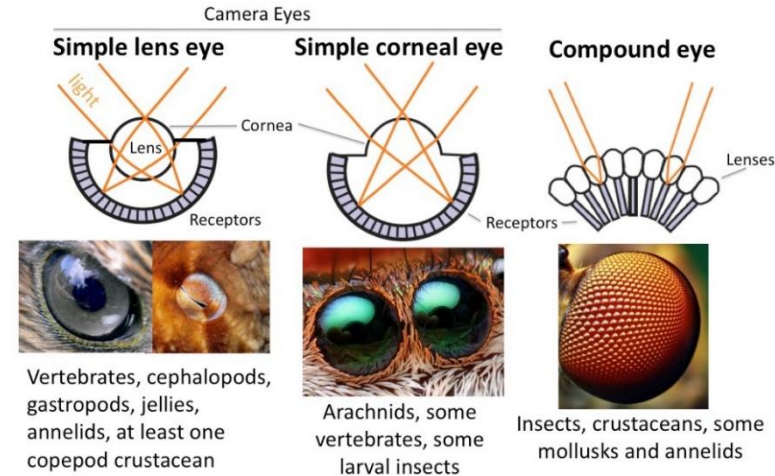 Camera Eyes
Simple lens eye
Simple corneal eye
Compound eye
light
Cornea
Lens
Lenses
Receptors
Receptors
Vertebrates, cephalopods,
gastropods, jellies,
annelids, at least one
copepod crustacean
Arachnids, some
vertebrates, some
larval insects
Insects, crustaceans, some
mollusks and annelids